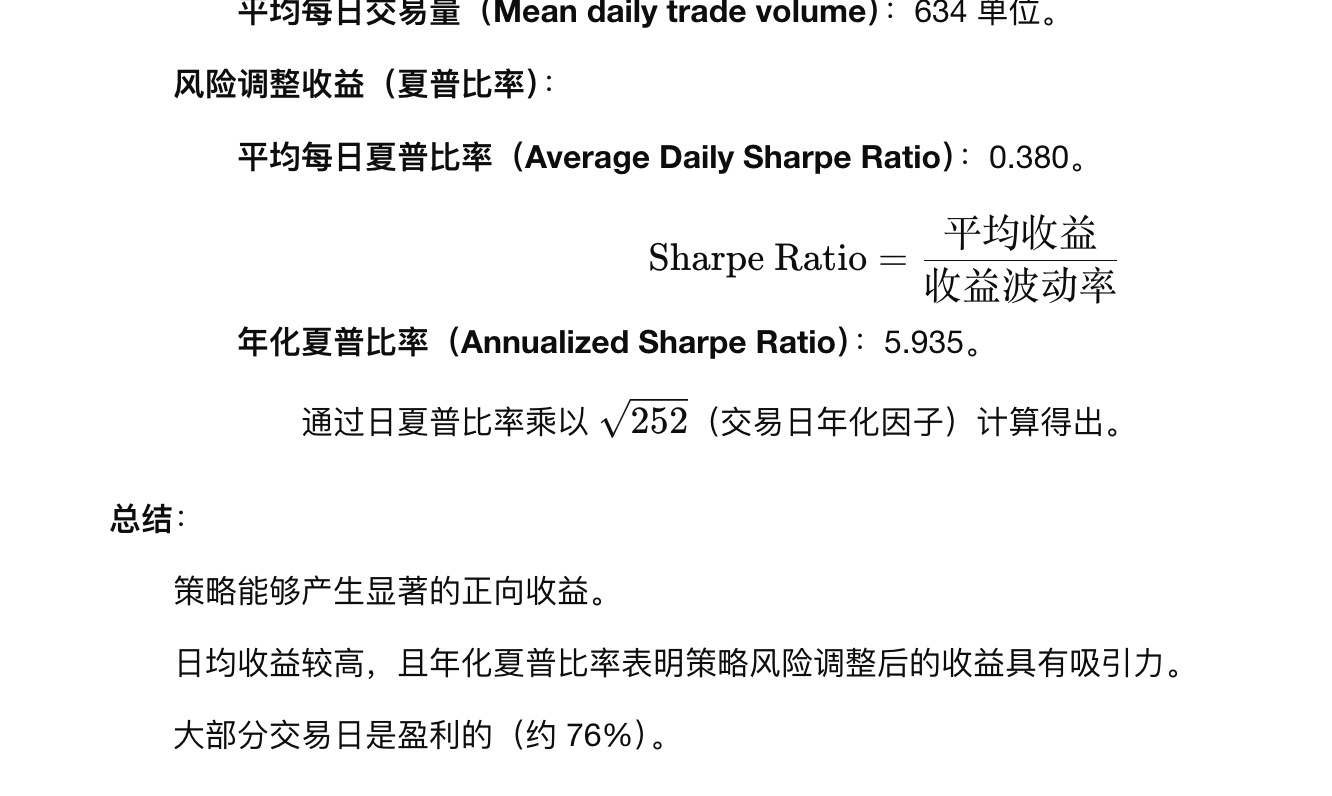 平均每日交易量（Mean daily trade volume）：634 单位。
风险调整收益（夏普比率）：
平均每日夏普比率（Average Daily Sharpe Ratio）：0.380。
Sharpe Ratio = 平均收益 / 收益波动率
年化夏普比率（Annualized Sharpe Ratio）：5.935。
通过日夏普比率乘以 √252（交易日年化因子）计算得出。
总结：
策略能够产生显著的正向收益。
日均收益较高，且年化夏普比率表明策略风险调整后的收益具有吸引力。
大部分交易日是盈利的（约 76%）。